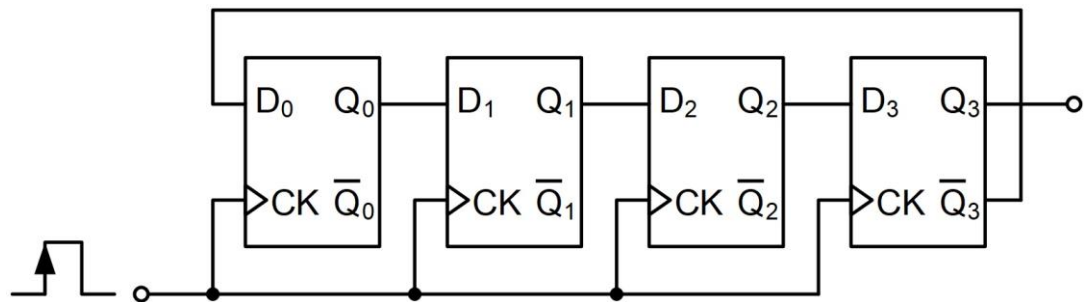 D₀ Q₀ D₁ Q₁ D₂ Q₂ D₃ Q₃
CK Q̅₀ CK Q̅₁ CK Q̅₂ CK Q̅₃